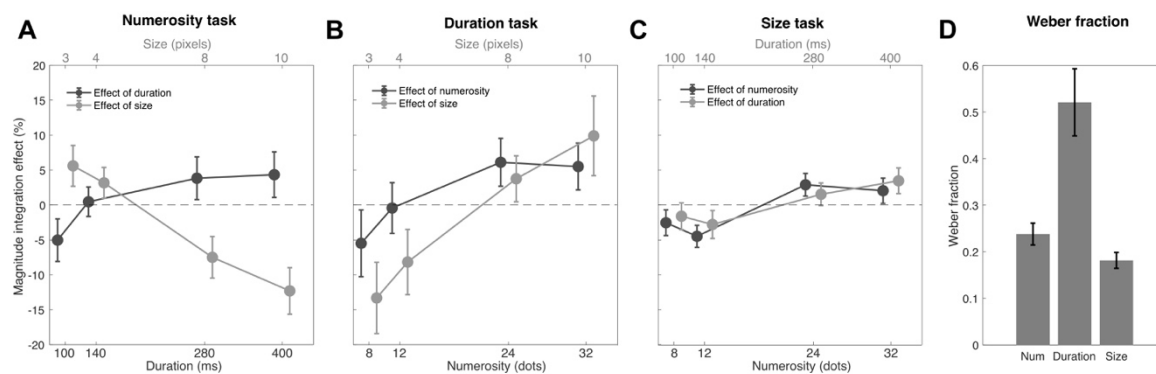 A
Numerosity task
Size (pixels)
3 4 8 10
Magnitude integration effect (%)
20
15
10
5
0
-5
-10
-15
-20
Effect of duration
Effect of size
100 140 280 400
Duration (ms)
B
Duration task
Size (pixels)
3 4 8 10
Effect of numerosity
Effect of size
8 12 24 32
Numerosity (dots)
C
Size task
Duration (ms)
100 140 280 400
Effect of numerosity
Effect of duration
8 12 24 32
Numerosity (dots)
D
Weber fraction
Weber fraction
0.6
0.5
0.4
0.3
0.2
0.1
0
Num Duration Size